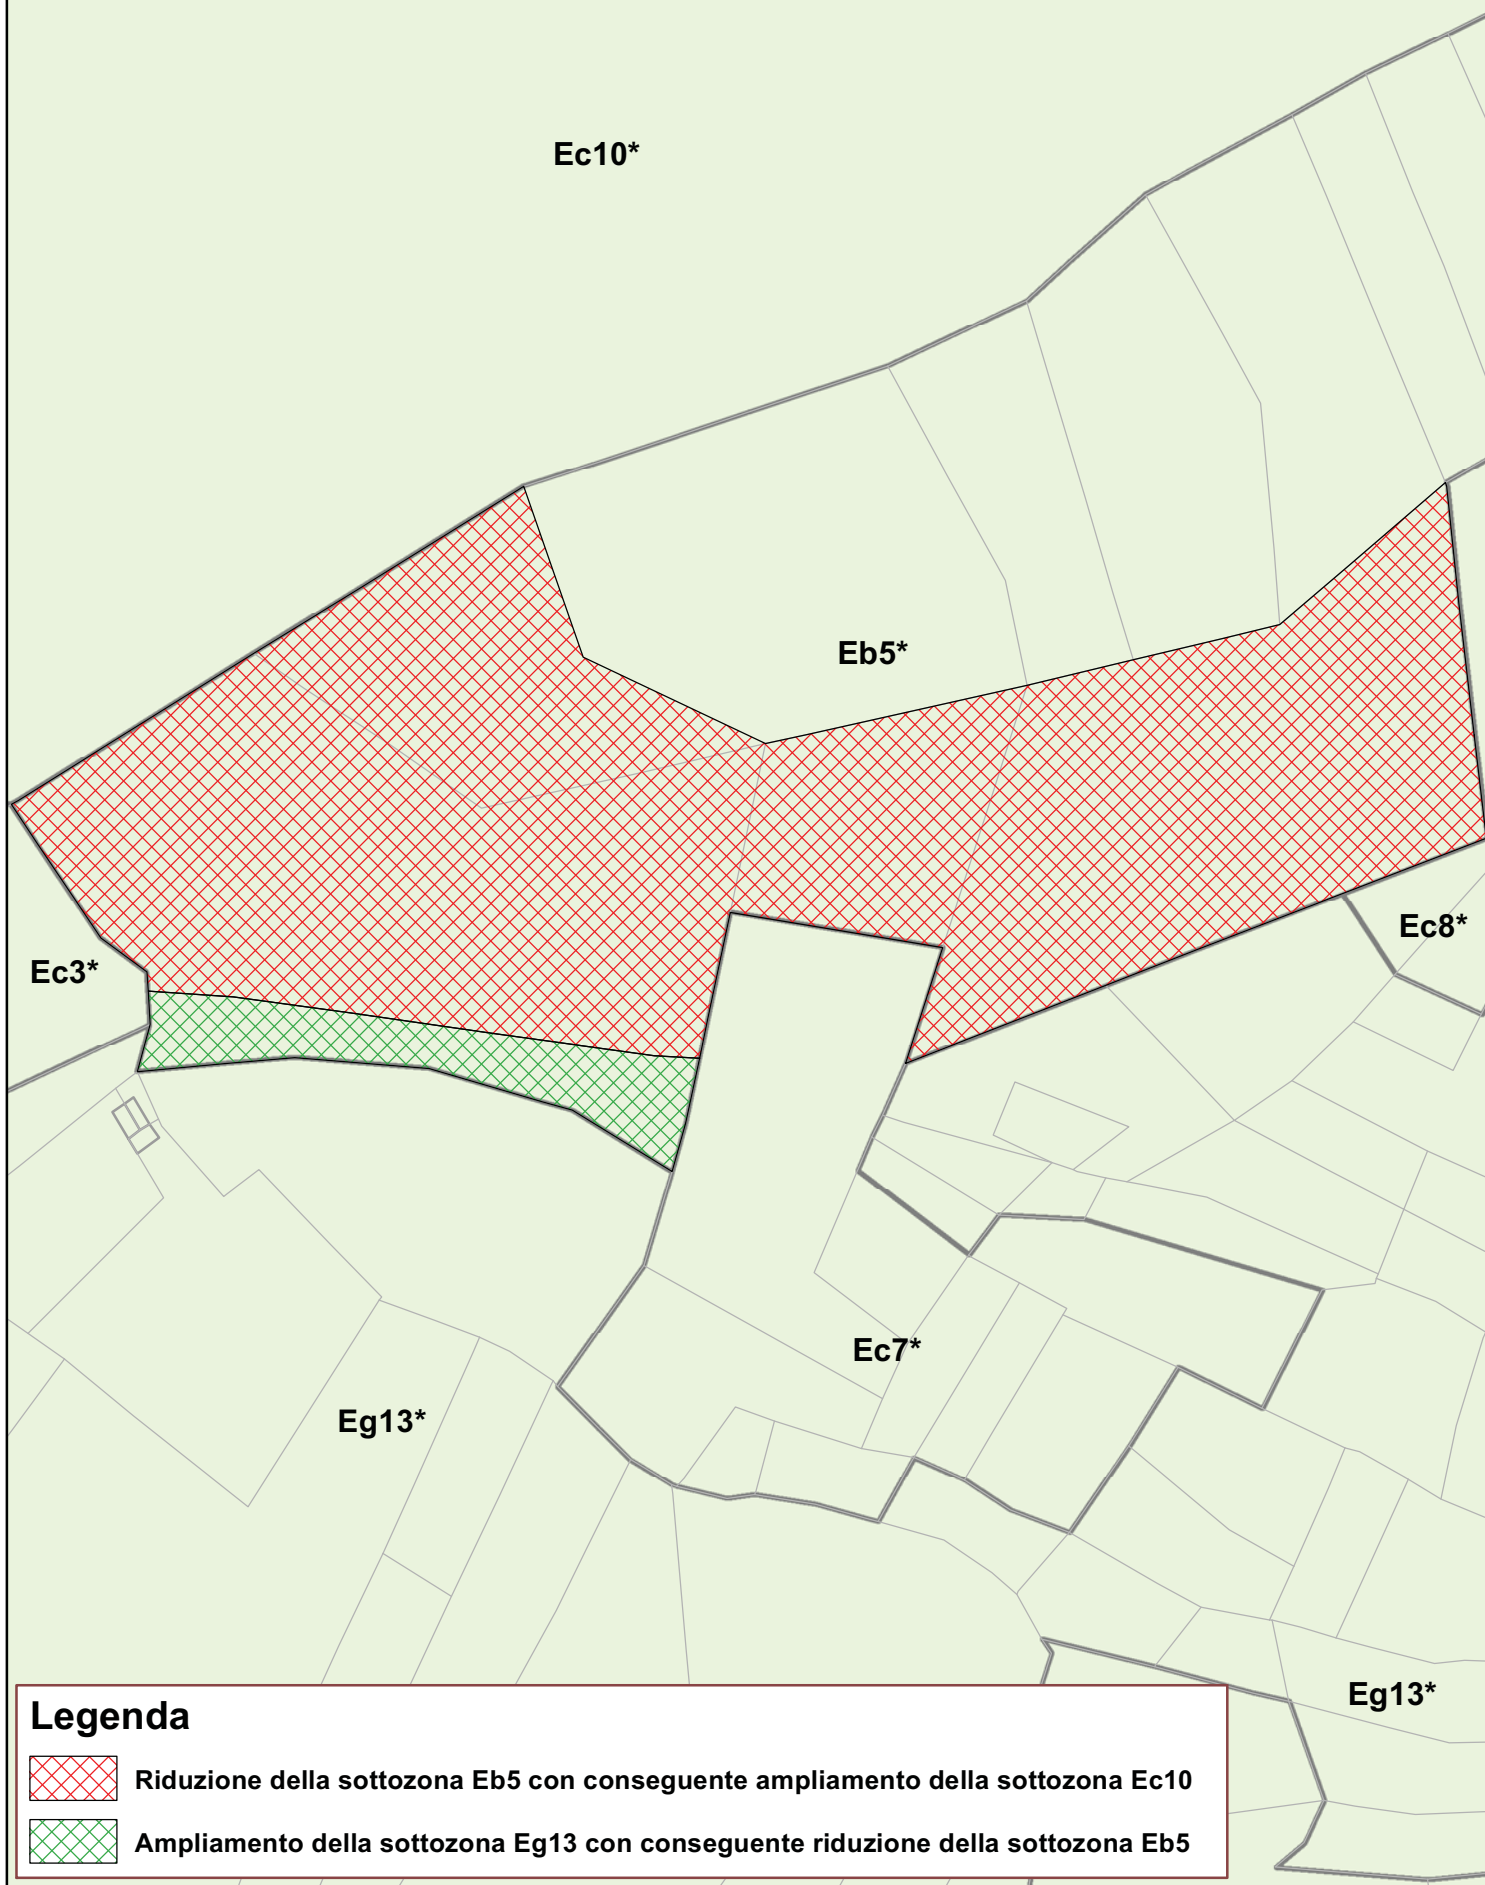 Ec10*
Eb5*
Ec8*
Ec3*
Ec7*
Eg13*
Eg13*
Legenda
Riduzione della sottozona Eb5 con conseguente ampliamento della sottozona Ec10
Ampliamento della sottozona Eg13 con conseguente riduzione della sottozona Eb5